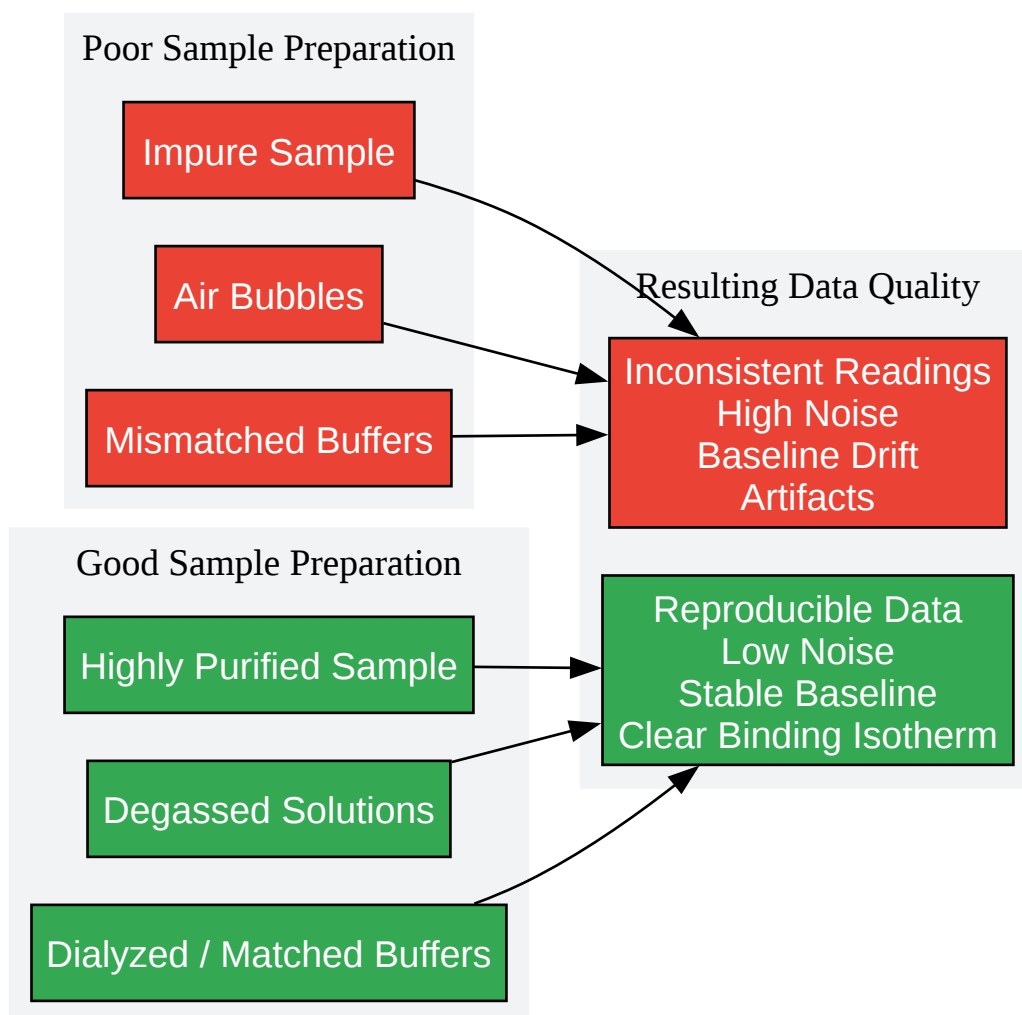 Poor Sample Preparation
Impure Sample
Air Bubbles
Mismatched Buffers
Resulting Data Quality
Inconsistent Readings
High Noise
Baseline Drift
Artifacts
Good Sample Preparation
Highly Purified Sample
Degassed Solutions
Dialyzed / Matched Buffers
Reproducible Data
Low Noise
Stable Baseline
Clear Binding Isotherm